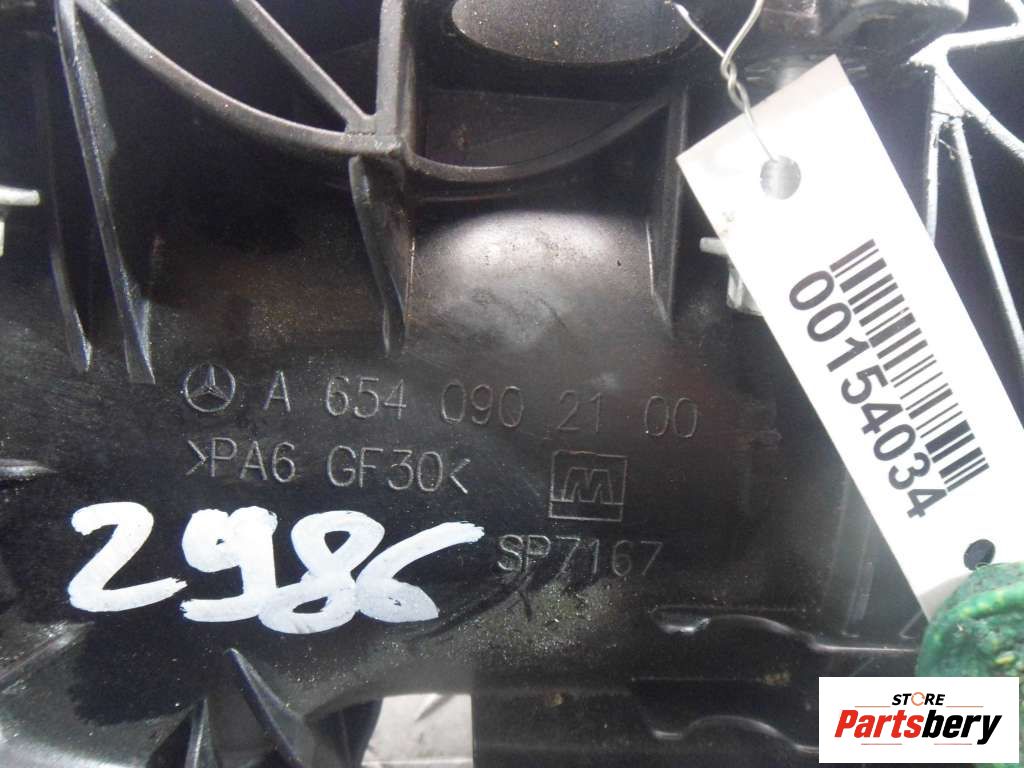 A 654 090 21 00
>PA6 GF30<
SP7167
2986
00154034
STORE
Partsbery